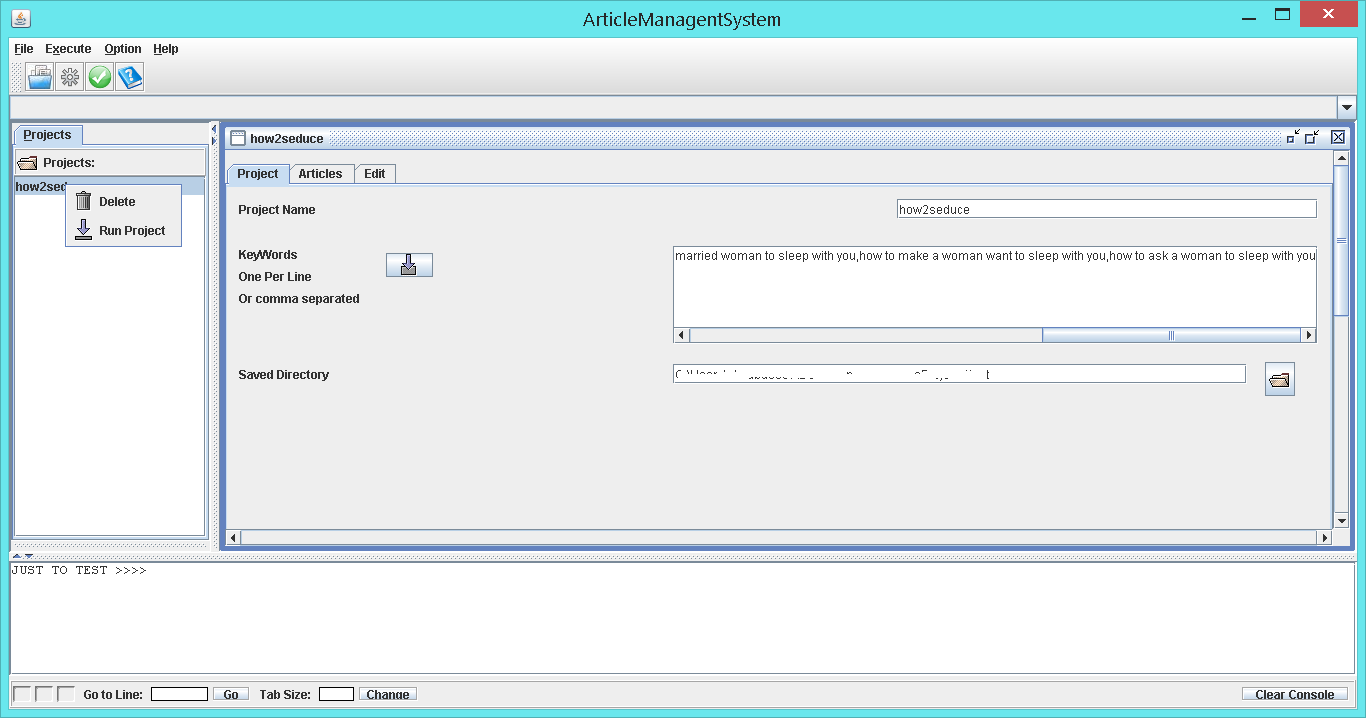 ArticleManagentSystem
File Execute Option Help
Projects
Projects:
how2sed
Delete
Run Project
how2seduce
Project Articles Edit
Project Name
how2seduce
KeyWords
One Per Line
Or comma separated
married woman to sleep with you,how to make a woman want to sleep with you,how to ask a woman to sleep with you
Saved Directory
JUST TO TEST >>>>
Go to Line: Go Tab Size: Change Clear Console